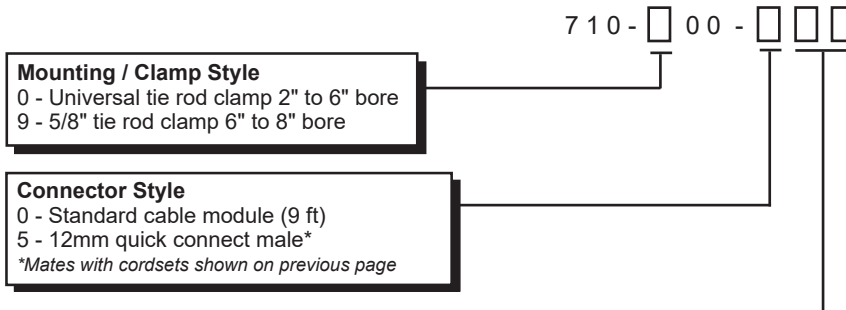 710-☐00-☐☐☐
Mounting / Clamp Style
0 - Universal tie rod clamp 2" to 6" bore
9 - 5/8" tie rod clamp 6" to 8" bore
Connector Style
0 - Standard cable module (9 ft)
5 - 12mm quick connect male*
*Mates with cordsets shown on previous page